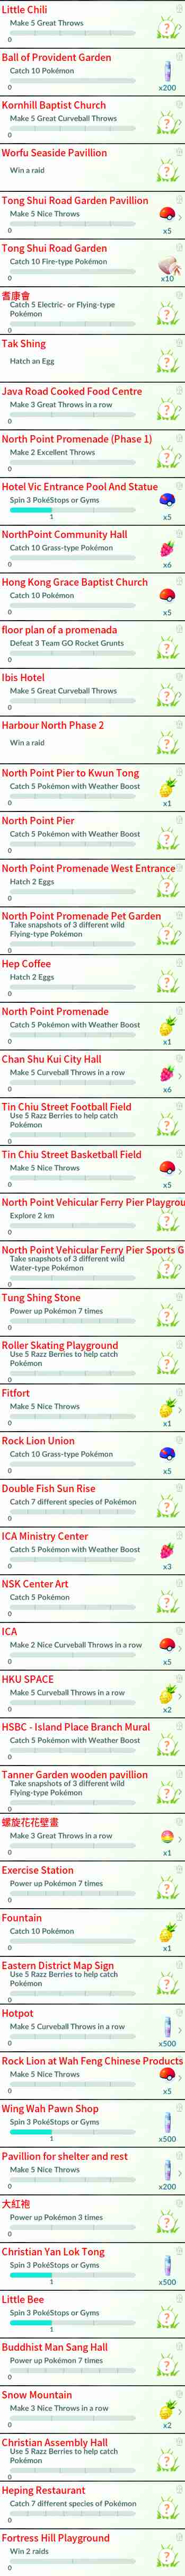 Little Chili
Make 5 Great Throws
0
Ball of Provident Garden
Catch 10 Pokémon
0
x200
Kornhill Baptist Church
Make 5 Great Curveball Throws
0
Worfu Seaside Pavillion
Win a raid
Tong Shui Road Garden Pavillion
Make 5 Nice Throws
0
x5
Tong Shui Road Garden
Catch 10 Fire-type Pokémon
0
x10
耆康會
Catch 5 Electric- or Flying-type
Pokémon
0
Tak Shing
Hatch an Egg
Java Road Cooked Food Centre
Make 3 Great Throws in a row
0
North Point Promenade (Phase 1)
Make 2 Excellent Throws
0
Hotel Vic Entrance Pool And Statue
Spin 3 PokéStops or Gyms
1
x5
NorthPoint Community Hall
Catch 10 Grass-type Pokémon
0
x6
Hong Kong Grace Baptist Church
Catch 10 Pokémon
0
x5
floor plan of a promenada
Defeat 3 Team GO Rocket Grunts
0
Ibis Hotel
Make 5 Great Curveball Throws
0
Harbour North Phase 2
Win a raid
North Point Pier to Kwun Tong
Catch 5 Pokémon with Weather Boost
0
x1
North Point Pier
Catch 5 Pokémon with Weather Boost
0
North Point Promenade West Entrance
Hatch 2 Eggs
0
North Point Promenade Pet Garden
Take snapshots of 3 different wild
Flying-type Pokémon
0
Hep Coffee
Hatch 2 Eggs
0
North Point Promenade
Catch 5 Pokémon with Weather Boost
0
x1
Chan Shu Kui City Hall
Make 5 Curveball Throws in a row
0
x6
Tin Chiu Street Football Field
Use 5 Razz Berries to help catch
Pokémon
0
Tin Chiu Street Basketball Field
Make 5 Nice Throws
0
x5
North Point Vehicular Ferry Pier Playgrou
Explore 2 km
0
North Point Vehicular Ferry Pier Sports G
Take snapshots of 3 different wild
Water-type Pokémon
0
Tung Shing Stone
Power up Pokémon 7 times
0
Roller Skating Playground
Use 5 Razz Berries to help catch
Pokémon
0
Fitfort
Make 5 Nice Throws
0
x1
Rock Lion Union
Catch 10 Grass-type Pokémon
0
x5
Double Fish Sun Rise
Catch 7 different species of Pokémon
0
ICA Ministry Center
Catch 5 Pokémon with Weather Boost
0
x3
NSK Center Art
Catch 5 Pokémon
0
ICA
Make 2 Nice Curveball Throws in a row
0
x5
HKU SPACE
Make 5 Curveball Throws in a row
0
x2
HSBC - Island Place Branch Mural
Catch 5 Pokémon with Weather Boost
0
Tanner Garden wooden pavillion
Take snapshots of 3 different wild
Flying-type Pokémon
0
螺旋花花壁畫
Make 3 Great Throws in a row
0
x1
Exercise Station
Power up Pokémon 7 times
0
Fountain
Catch 10 Pokémon
0
x1
Eastern District Map Sign
Use 5 Razz Berries to help catch
Pokémon
0
Hotpot
Make 5 Curveball Throws in a row
0
x500
Rock Lion at Wah Feng Chinese Products
Make 5 Nice Throws
0
x5
Wing Wah Pawn Shop
Spin 3 PokéStops or Gyms
1
x500
Pavillion for shelter and rest
Make 5 Nice Throws
0
x200
大紅袍
Power up Pokémon 3 times
0
Christian Yan Lok Tong
Spin 3 PokéStops or Gyms
1
x500
Little Bee
Spin 3 PokéStops or Gyms
1
Buddhist Man Sang Hall
Power up Pokémon 7 times
0
Snow Mountain
Make 3 Nice Throws in a row
0
x2
Christian Assembly Hall
Use 5 Razz Berries to help catch
Pokémon
0
Heping Restaurant
Catch 7 different species of Pokémon
0
Fortress Hill Playground
Win 2 raids
0